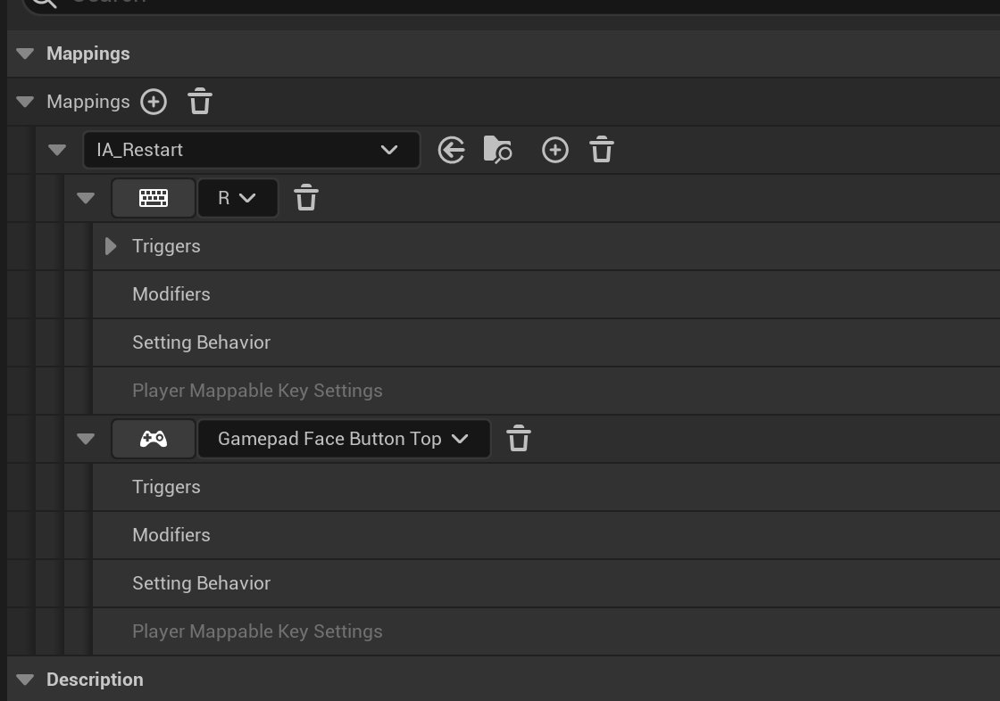 Mappings
Mappings
IA_Restart
R
Triggers
Modifiers
Setting Behavior
Player Mappable Key Settings
Gamepad Face Button Top
Triggers
Modifiers
Setting Behavior
Player Mappable Key Settings
Description